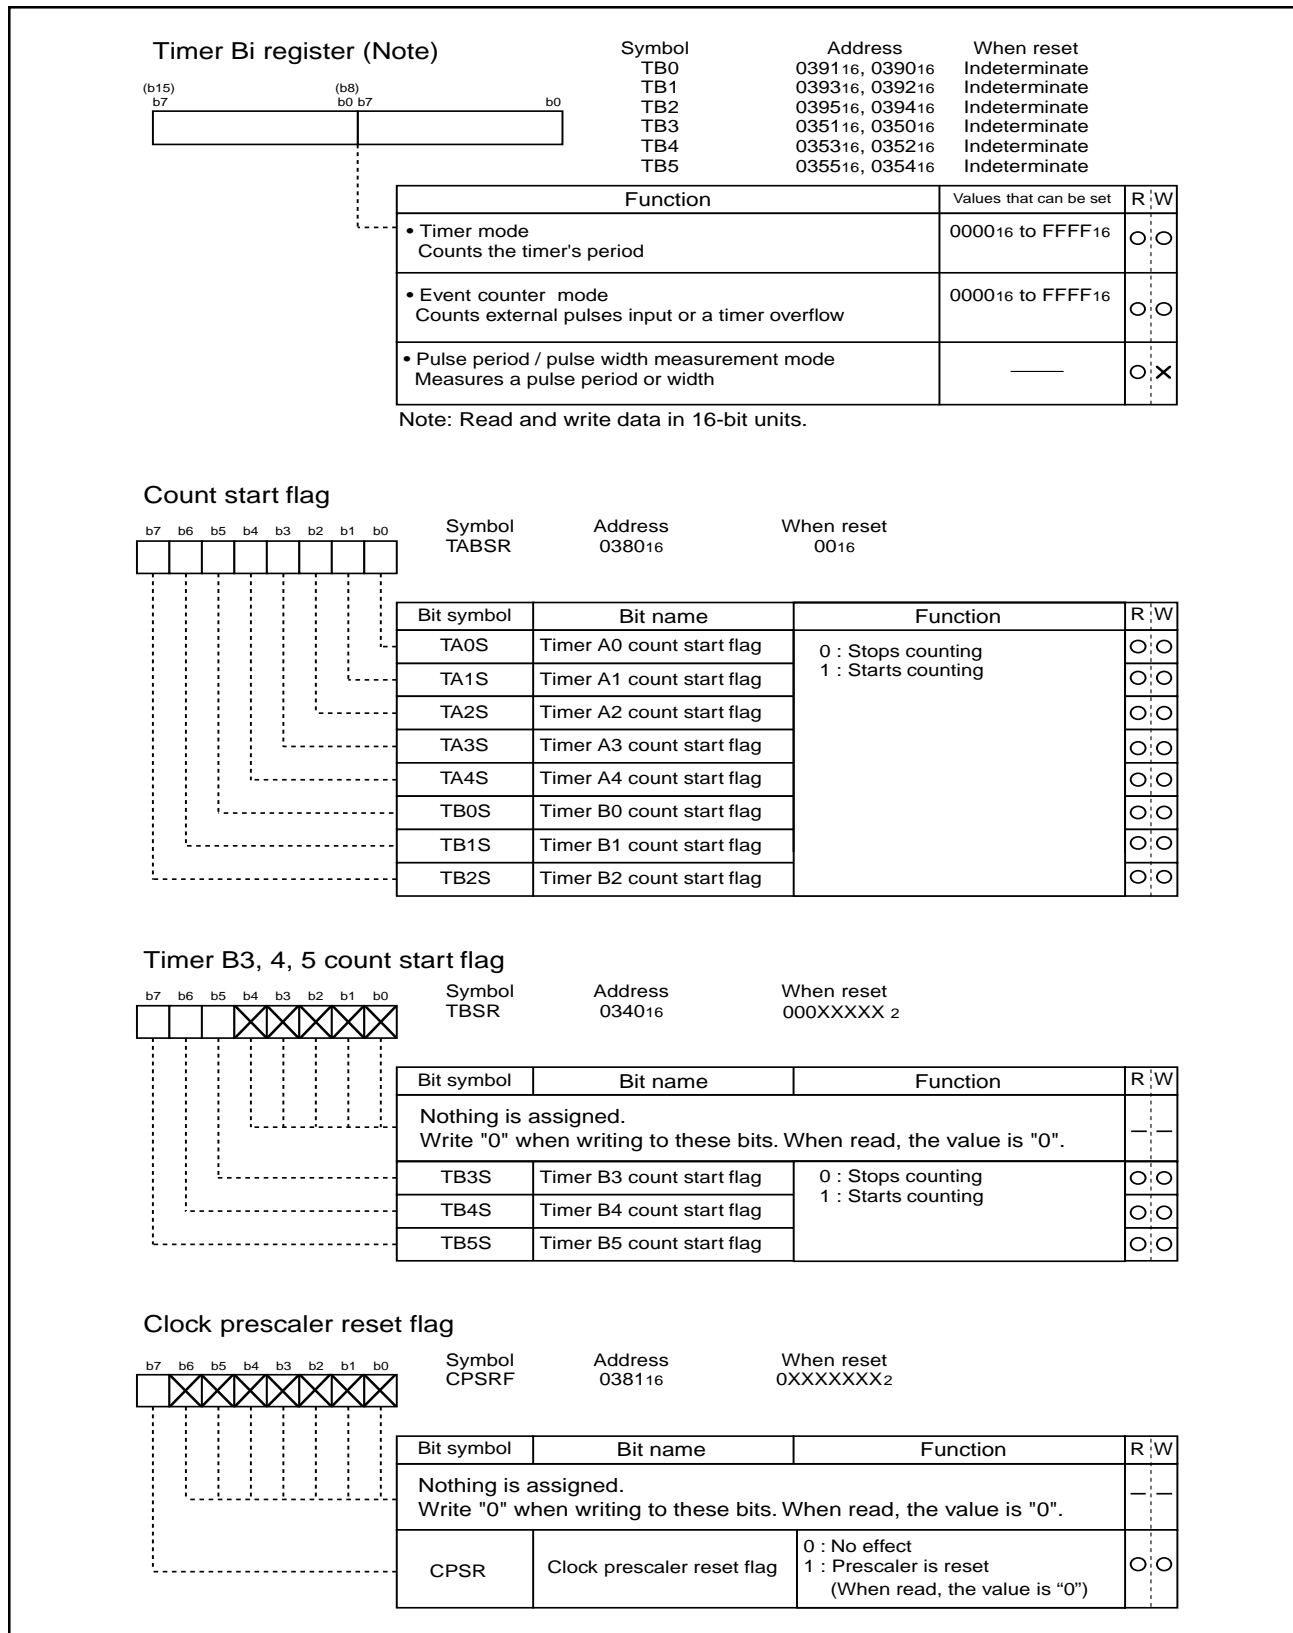 Timer Bi register (Note)
Symbol Address When reset
TB0 039116, 039016 Indeterminate
TB1 039316, 039216 Indeterminate
TB2 039516, 039416 Indeterminate
TB3 035116, 035016 Indeterminate
TB4 035316, 035216 Indeterminate
TB5 035516, 035416 Indeterminate
(b15) (b8)
b7 b0 b7 b0
Function Values that can be set R W
• Timer mode 000016 to FFFF16
Counts the timer's period
• Event counter mode 000016 to FFFF16
Counts external pulses input or a timer overflow
• Pulse period / pulse width measurement mode
Measures a pulse period or width
Note: Read and write data in 16-bit units.
Count start flag
b7 b6 b5 b4 b3 b2 b1 b0
Symbol Address When reset
TABSR 038016 0016
Bit symbol Bit name Function R W
TA0S Timer A0 count start flag 0 : Stops counting
TA1S Timer A1 count start flag 1 : Starts counting
TA2S Timer A2 count start flag
TA3S Timer A3 count start flag
TA4S Timer A4 count start flag
TB0S Timer B0 count start flag
TB1S Timer B1 count start flag
TB2S Timer B2 count start flag
Timer B3, 4, 5 count start flag
b7 b6 b5 b4 b3 b2 b1 b0
Symbol Address When reset
TBSR 034016 000XXXXX 2
Bit symbol Bit name Function R W
Nothing is assigned.
Write "0" when writing to these bits. When read, the value is "0".
TB3S Timer B3 count start flag 0 : Stops counting
TB4S Timer B4 count start flag 1 : Starts counting
TB5S Timer B5 count start flag
Clock prescaler reset flag
b7 b6 b5 b4 b3 b2 b1 b0
Symbol Address When reset
CPSRF 038116 0XXXXXXX2
Bit symbol Bit name Function R W
Nothing is assigned.
Write "0" when writing to these bits. When read, the value is "0".
0 : No effect
CPSR Clock prescaler reset flag 1 : Prescaler is reset
(When read, the value is “0”)